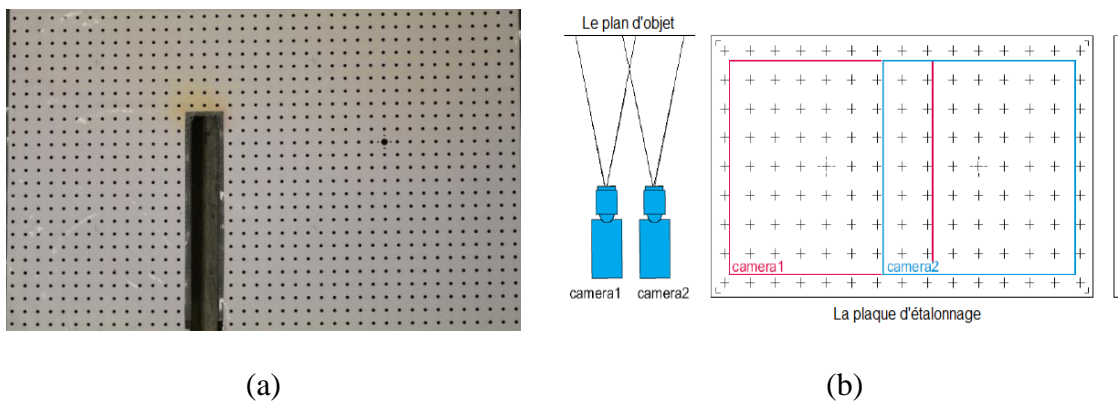 Le plan d'objet
camera1
camera2
camera1
camera2
La plaque d'étalonnage
(a)
(b)